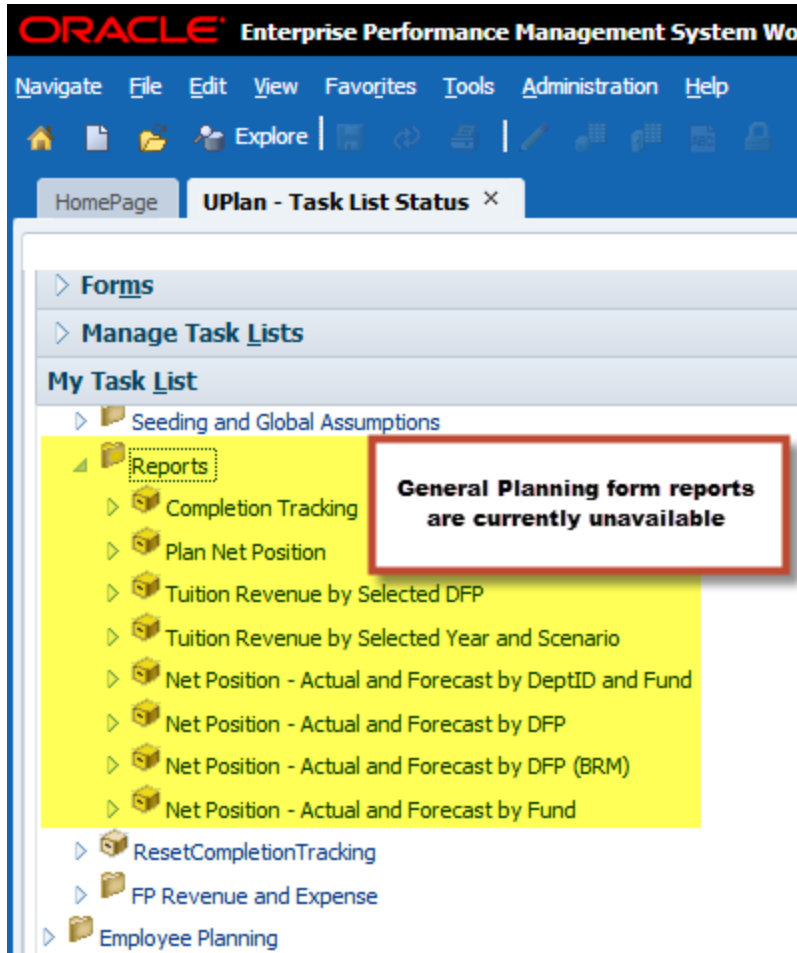 ORACLE Enterprise Performance Management System Wo
Navigate File Edit View Favorites Tools Administration Help
Explore
HomePage UPlan - Task List Status ×
Forms
Manage Task Lists
My Task List
Seeding and Global Assumptions
Reports
General Planning form reports
are currently unavailable
Completion Tracking
Plan Net Position
Tuition Revenue by Selected DFP
Tuition Revenue by Selected Year and Scenario
Net Position - Actual and Forecast by DeptID and Fund
Net Position - Actual and Forecast by DFP
Net Position - Actual and Forecast by DFP (BRM)
Net Position - Actual and Forecast by Fund
ResetCompletionTracking
FP Revenue and Expense
Employee Planning